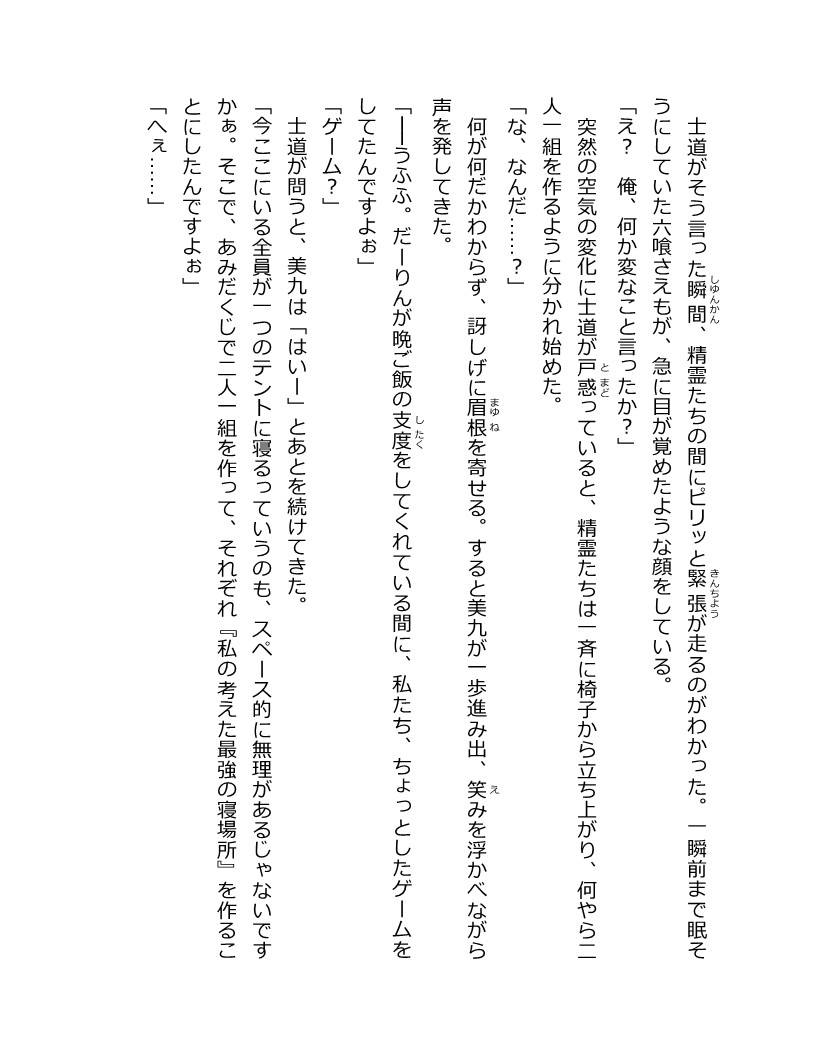 士道がそう言った瞬間、精霊たちの間にピリッと緊張が走るのがわかった。一瞬前まで眠そ
うにしていた六喰さえもが、急に目が覚めたような顔をしている。
「え？　俺、何か変なこと言ったか？」
　突然の空気の変化に士道が戸惑っていると、精霊たちは一斉に椅子から立ち上がり、何やら二
人一組を作るように分かれ始めた。
「な、なんだ……？」
　何が何だかわからず、訝しげに眉根を寄せる。すると美九が一歩進み出、笑みを浮かべながら
声を発してきた。
「──うふふ。だーりんが晩ご飯の支度をしてくれている間に、私たち、ちょっとしたゲームを
してたんですよぉ」
「ゲーム？」
　士道が問うと、美九は「はいー」とあとを続けてきた。
「今ここにいる全員が一つのテントに寝るっていうのも、スペース的に無理があるじゃないです
かぁ。そこで、あみだくじで二人一組を作って、それぞれ『私の考えた最強の寝場所』を作るこ
とにしたんですよぉ」
「へぇ……」